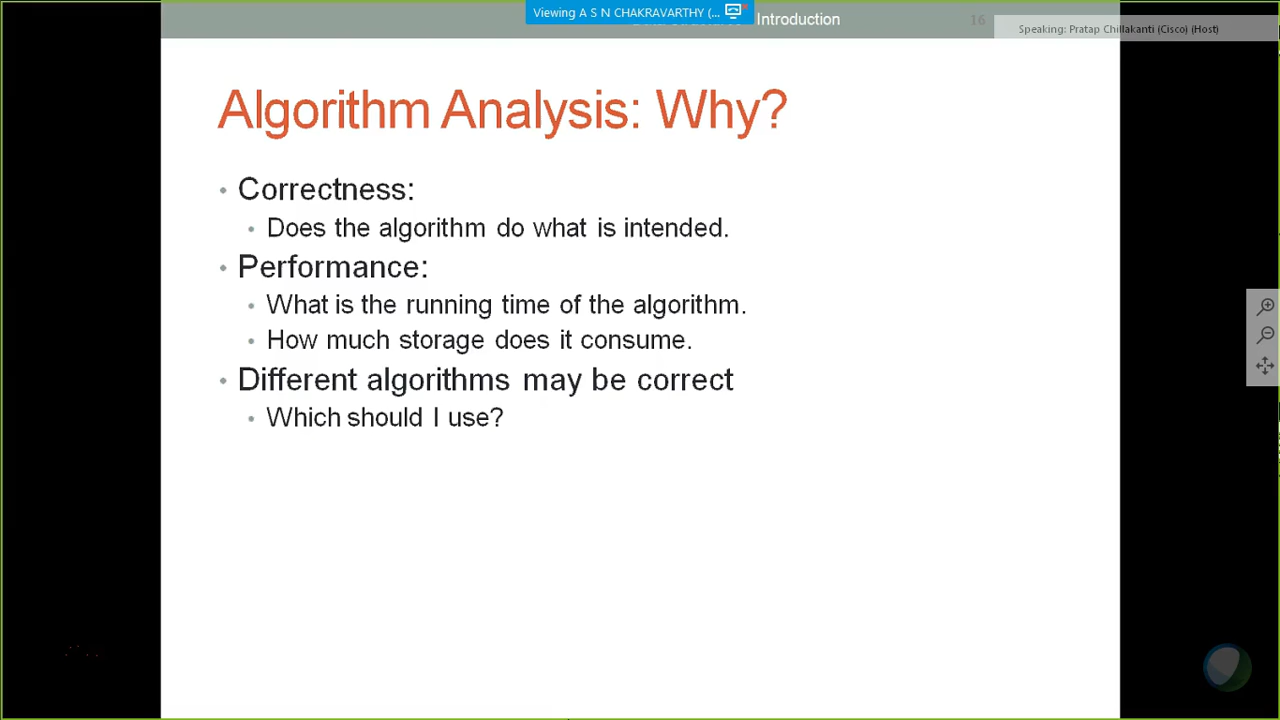 Viewing A S N CHAKRAVARTHY (...
Introduction
16
Speaking: Pratap Chillakanti (Cisco) (Host)
Algorithm Analysis: Why?
• Correctness:
• Does the algorithm do what is intended.
• Performance:
• What is the running time of the algorithm.
• How much storage does it consume.
• Different algorithms may be correct
• Which should I use?